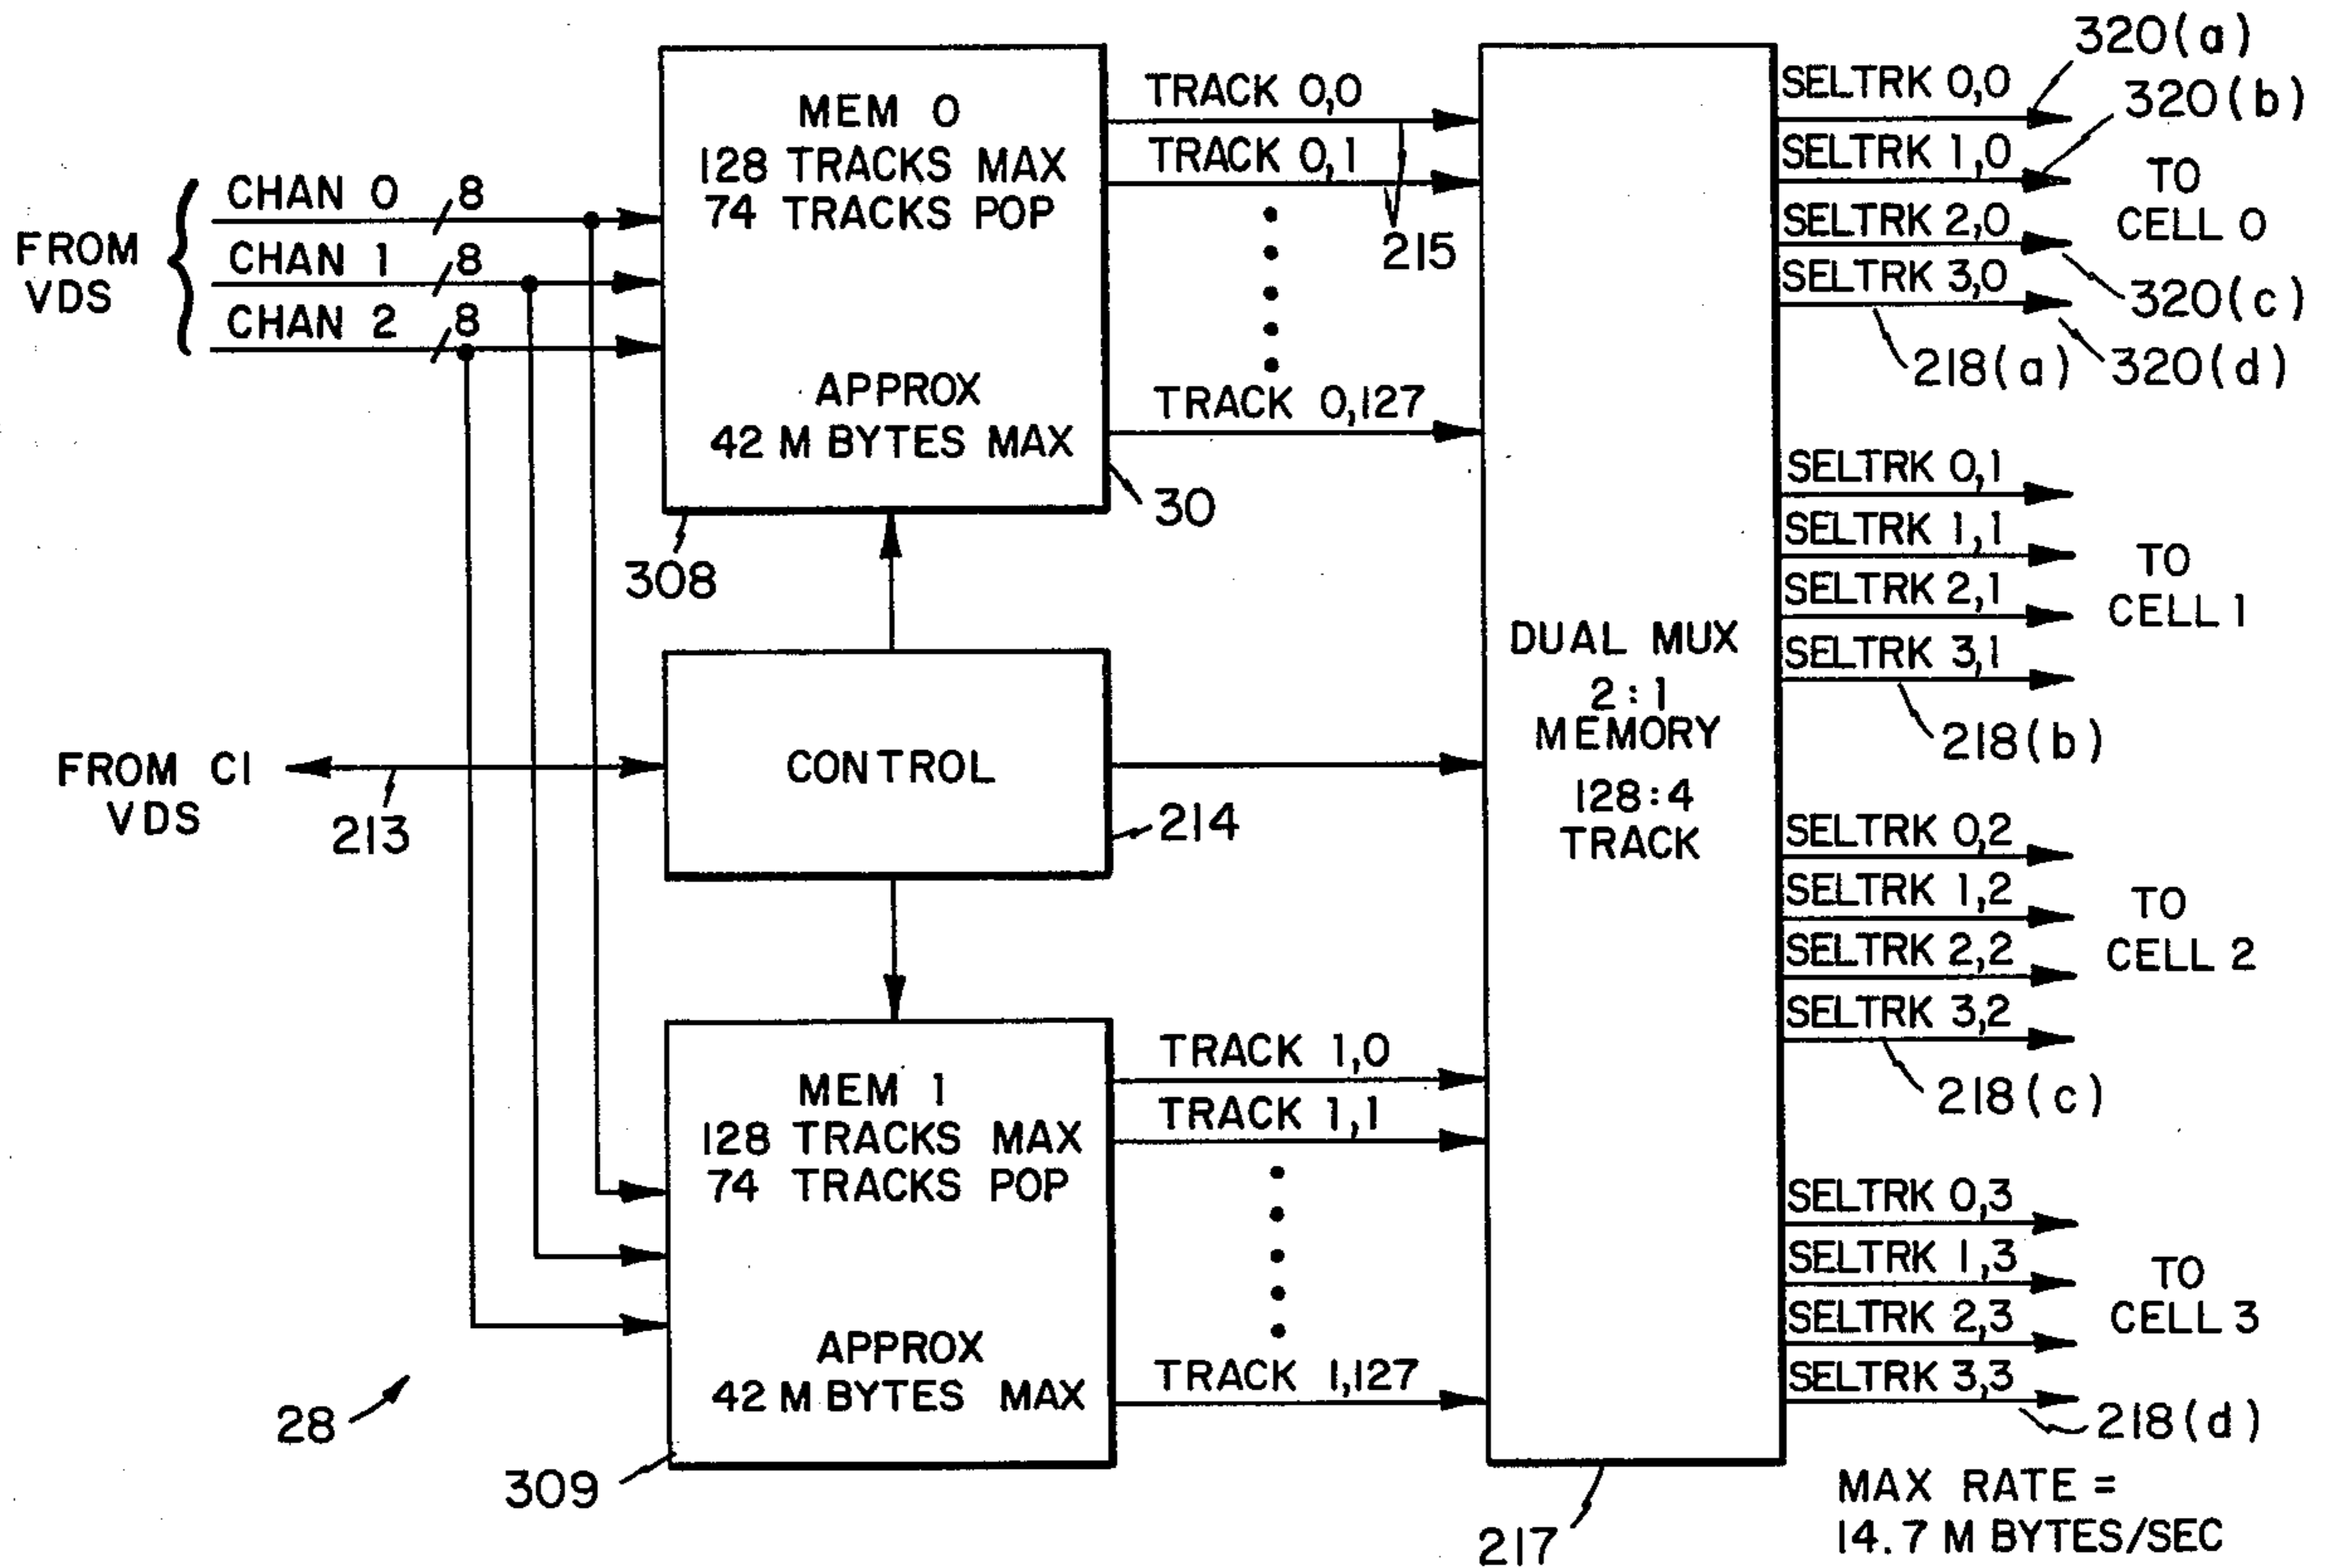 FROM
VDS
CHAN 0 8
CHAN 1 8
CHAN 2 8
MEM 0
128 TRACKS MAX
74 TRACKS POP
APPROX
42 M BYTES MAX
30
308
TRACK 0,0
TRACK 0,1
215
TRACK 0,127
FROM CI
VDS
213
CONTROL
214
MEM 1
128 TRACKS MAX
74 TRACKS POP
APPROX
42 M BYTES MAX
309
28
TRACK 1,0
TRACK 1,1
TRACK 1,127
DUAL MUX
2:1
MEMORY
128:4
TRACK
217
SELTRK 0,0
SELTRK 1,0
SELTRK 2,0
SELTRK 3,0
320(a)
320(b)
TO
CELL 0
320(c)
218(a)
320(d)
SELTRK 0,1
SELTRK 1,1
SELTRK 2,1
SELTRK 3,1
TO
CELL 1
218(b)
SELTRK 0,2
SELTRK 1,2
SELTRK 2,2
SELTRK 3,2
TO
CELL 2
218(c)
SELTRK 0,3
SELTRK 1,3
SELTRK 2,3
SELTRK 3,3
TO
CELL 3
218(d)
MAX RATE =
14.7 M BYTES/SEC